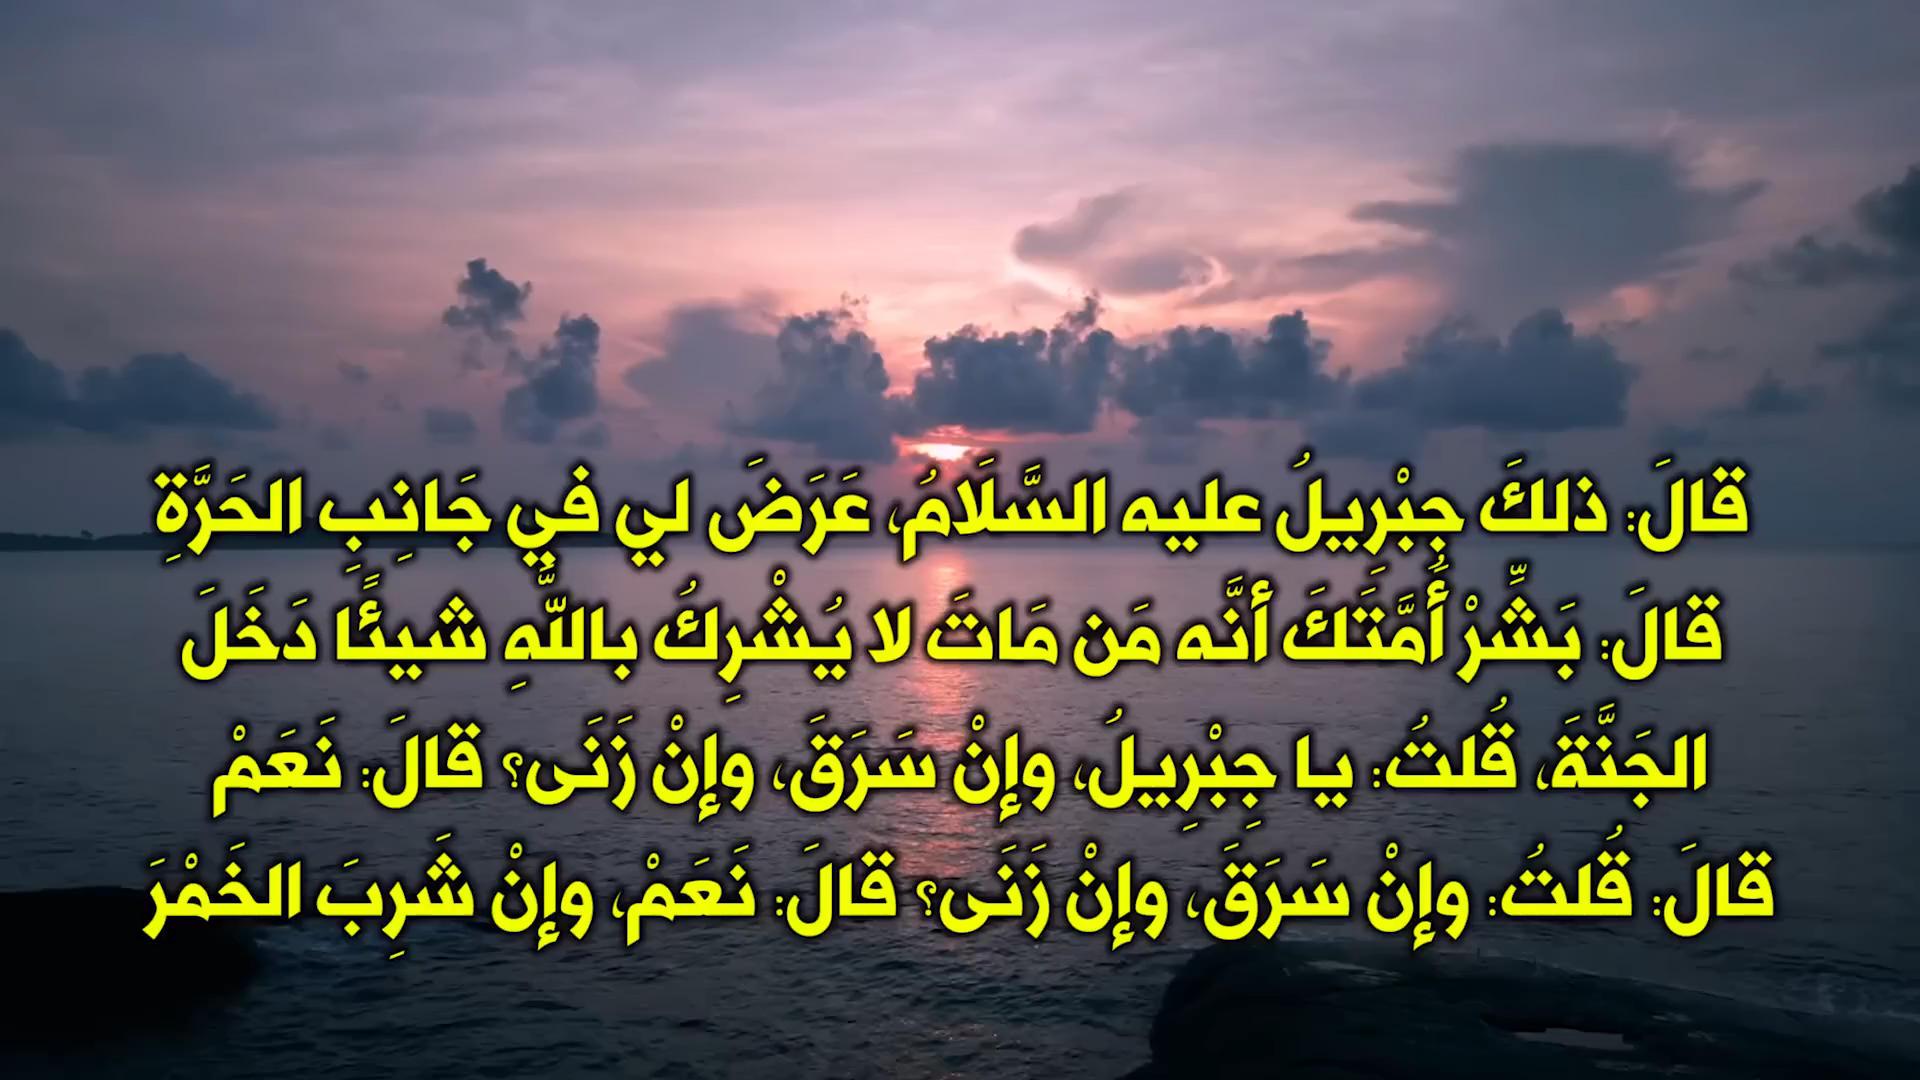 قالَ: ذلكَ جِبْرِيلُ عليه السَّلَامُ، عَرَضَ لي في جَانِبِ الحَرَّةِ
قالَ: بَشِّرْ أُمَّتَكَ أنَّه مَن مَاتَ لا يُشْرِكُ باللَّهِ شيئًا دَخَلَ
الجَنَّةَ، قُلتُ: يا جِبْرِيلُ، وإنْ سَرَقَ، وإنْ زَنَى؟ قالَ: نَعَمْ
قالَ: قُلتُ: وإنْ سَرَقَ، وإنْ زَنَى؟ قالَ: نَعَمْ، وإنْ شَرِبَ الخَمْرَ